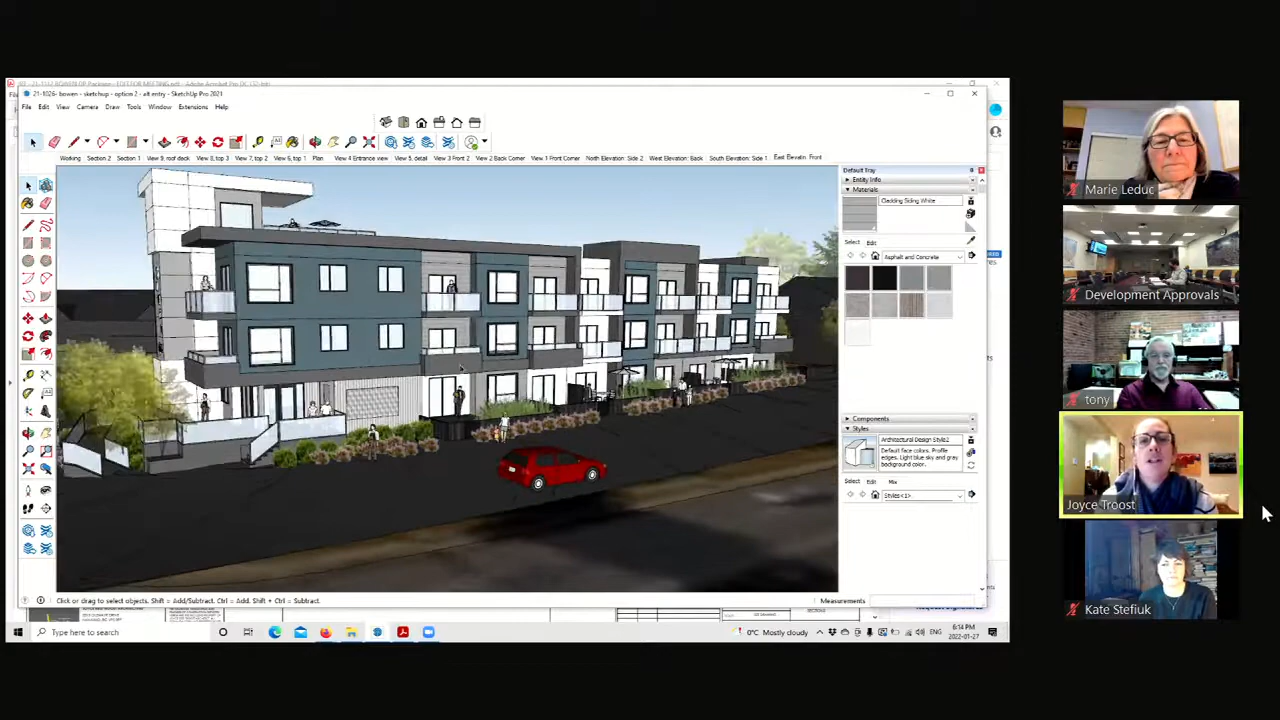 21-1026- bowen - sketchup - option 2 - alt entry - SketchUp Pro 2021
File Edit View Camera Draw Tools Window Extensions Help
Working Section 2 Section 1 View 9, roof deck View 8, top 3 View 7, top 2 View 6, top 1 Plan View 4 Entrance view View 5, detail View 3 Front 2 View 2 Back Corner View 1 Front Corner North Elevation: Side 2 West Elevation: Back South Elevation: Side 1 East Elevatin: Front
Default Tray
Entity Info
Materials
Cladding Siding White
Select Edit
Asphalt and Concrete
Components
Styles
Architectural Design Style2
Default face colors. Profile
edges. Light blue sky and gray
background color.
Select Edit Mix
Styles<1>
Click or drag to select objects. Shift = Add/Subtract. Ctrl = Add. Shift + Ctrl = Subtract.
Measurements
Type here to search
0°C Mostly cloudy
ENG
6:14 PM
2022-01-27
Marie Leduc
Development Approvals
tony
Joyce Troost
Kate Stefiuk